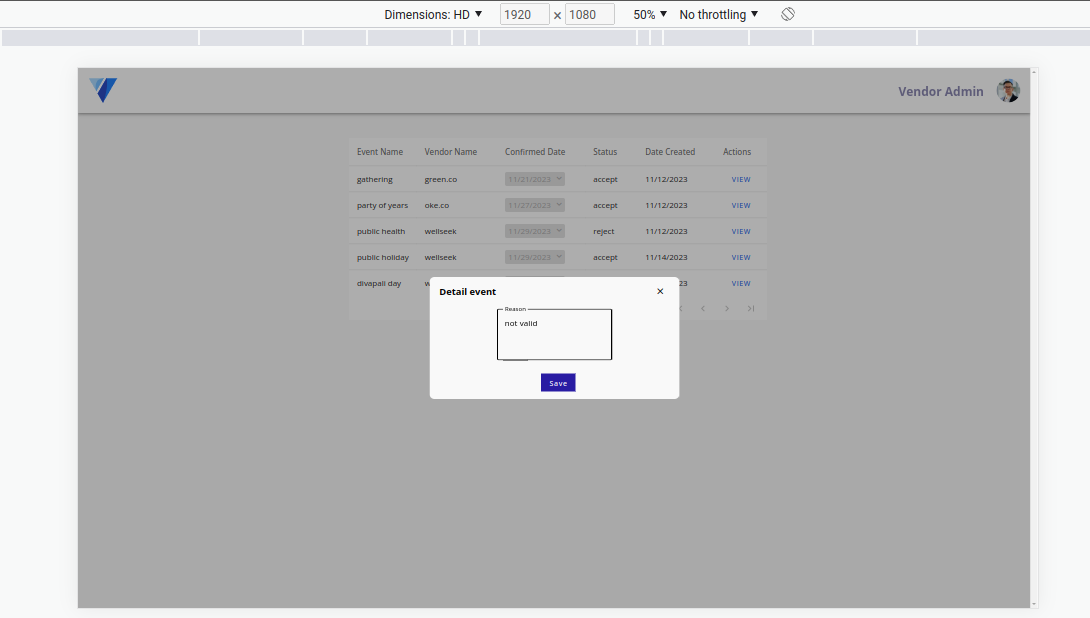 Dimensions: HD ▼ 1920 × 1080 50% ▼ No throttling ▼
Vendor Admin
Event Name Vendor Name Confirmed Date Status Date Created Actions
gathering green.co 11/21/2023 accept 11/12/2023 VIEW
party of years oke.co 11/27/2023 accept 11/12/2023 VIEW
public health wellseek 11/29/2023 reject 11/12/2023 VIEW
public holiday wellseek 11/29/2023 accept 11/14/2023 VIEW
divapali day w 23 VIEW
Detail event ×
Reason
not valid
Save